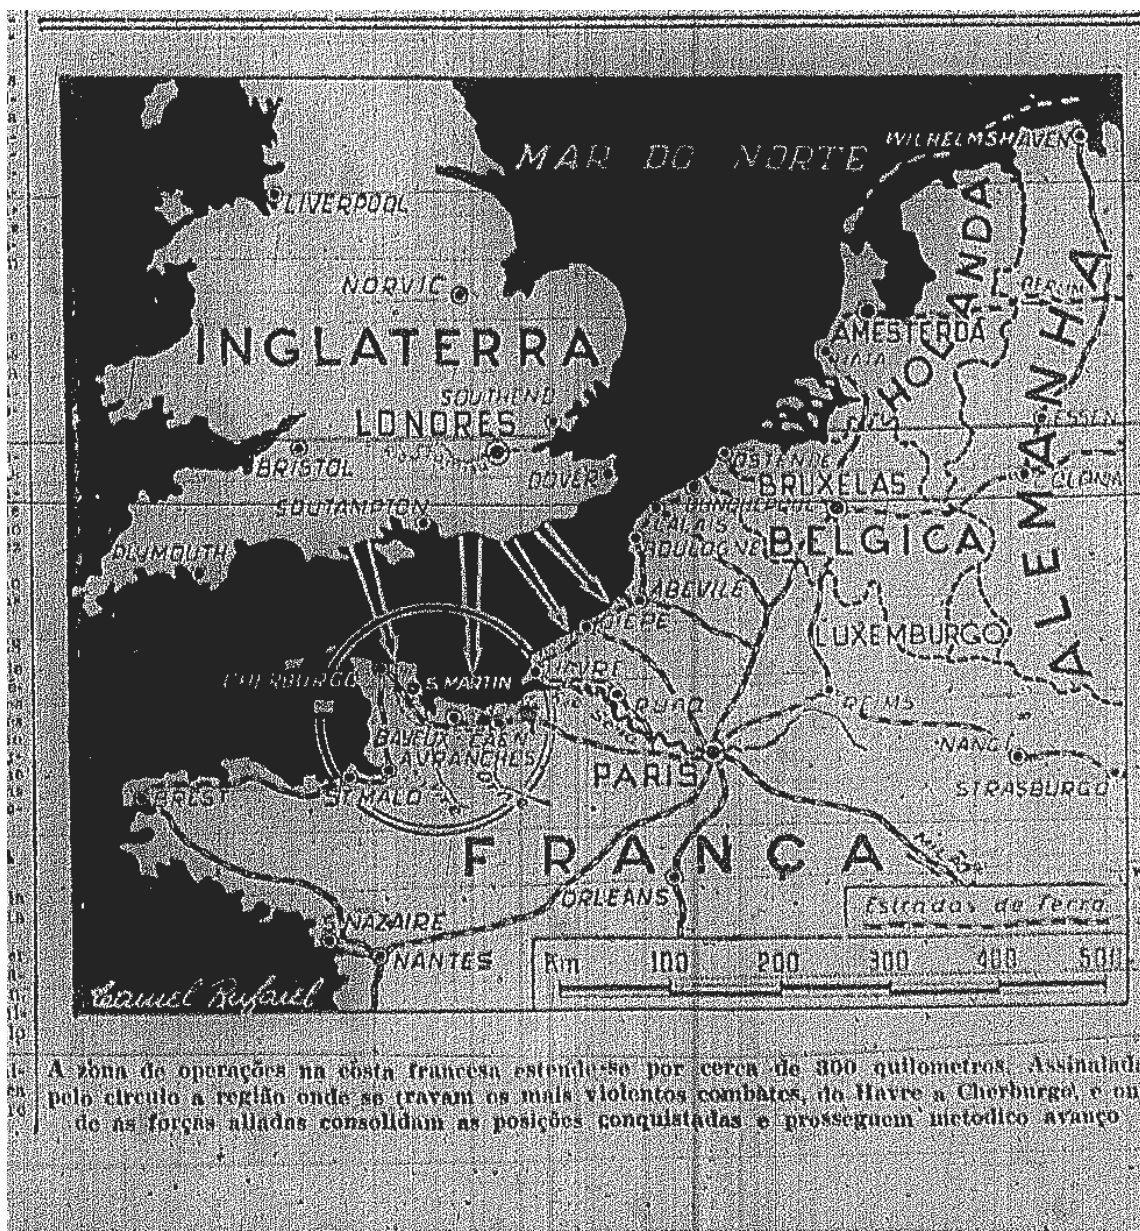 MAR DO NORTE
WILHELMSHAVEN
LIVERPOOL
HOLANDA
ALEMANHA
NORVIC
AMESTERDÃ
INGLATERRA
HAIA
SOUTHEND
LONDRES
ESSEN
BRISTOL
OSTENDE
DOVER
BRUXELAS
SOUTAMPTON
CALAIS
BOULOGNE
BELGICA
PLYMOUTH
ABEVILE
DIEPE
LUXEMBURGO
HAVRE
CHERBURGO
S. MARTIN
RUÃO
REIMS
BAYEUX
CAEN
NANCI
AVRANCHES
PARIS
STRASBURGO
BREST
ST MALO
FRANÇA
ORLEANS
Estradas de ferro
S. NAZAIRE
NANTES
Km 100 200 300 400 500
A zona de operações na costa francesa estende-se por cerca de 300 quilometros. Assinalada
pelo circulo a região onde se travam os mais violentos combates, do Havre a Cherburgo, e on-
de as forças aliadas consolidam as posições conquistadas e prosseguem metodico avanço